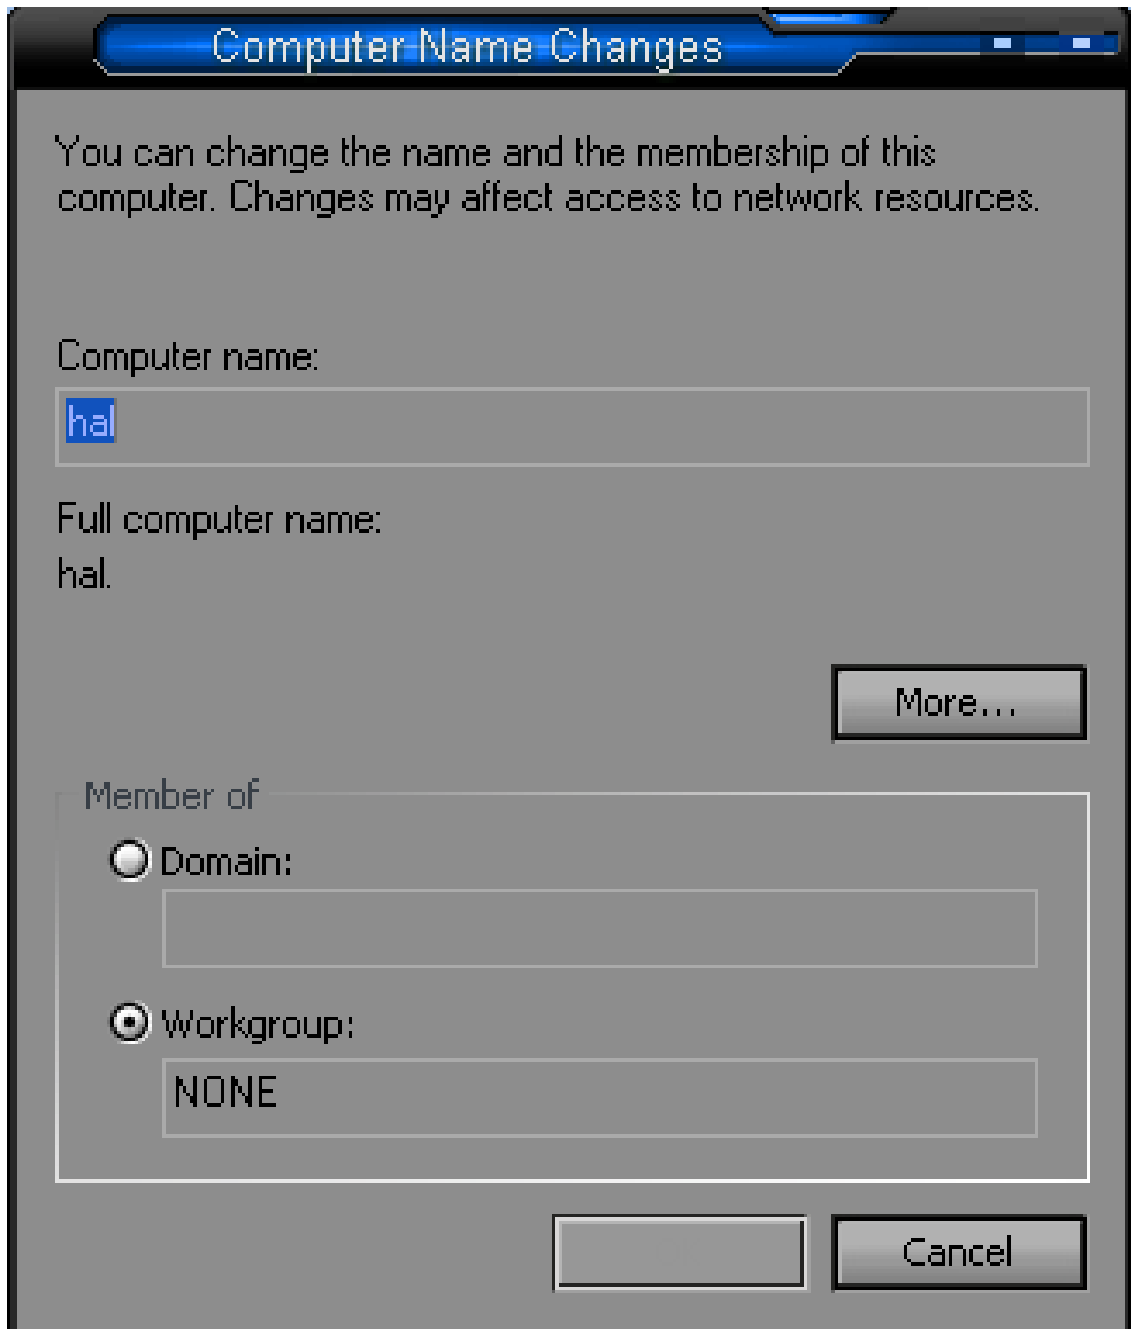 Computer Name Changes
You can change the name and the membership of this
computer. Changes may affect access to network resources.
Computer name:
hal
Full computer name:
hal.
More...
Member of
Domain:
Workgroup:
NONE
Cancel